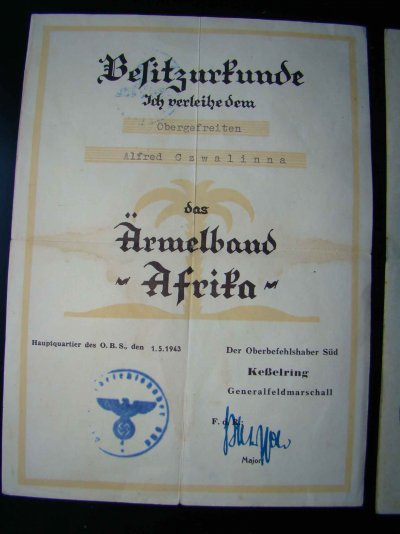 Besitzurkunde
Ich verleihe dem
Obergefreiten
Alfred Czwalinna
das
Ärmelband
„Afrika“
Hauptquartier des O. B. S., den 1.5.1943
Der Oberbefehlshaber Süd
Keßelring
Generalfeldmarschall
F. d. R.:
Major